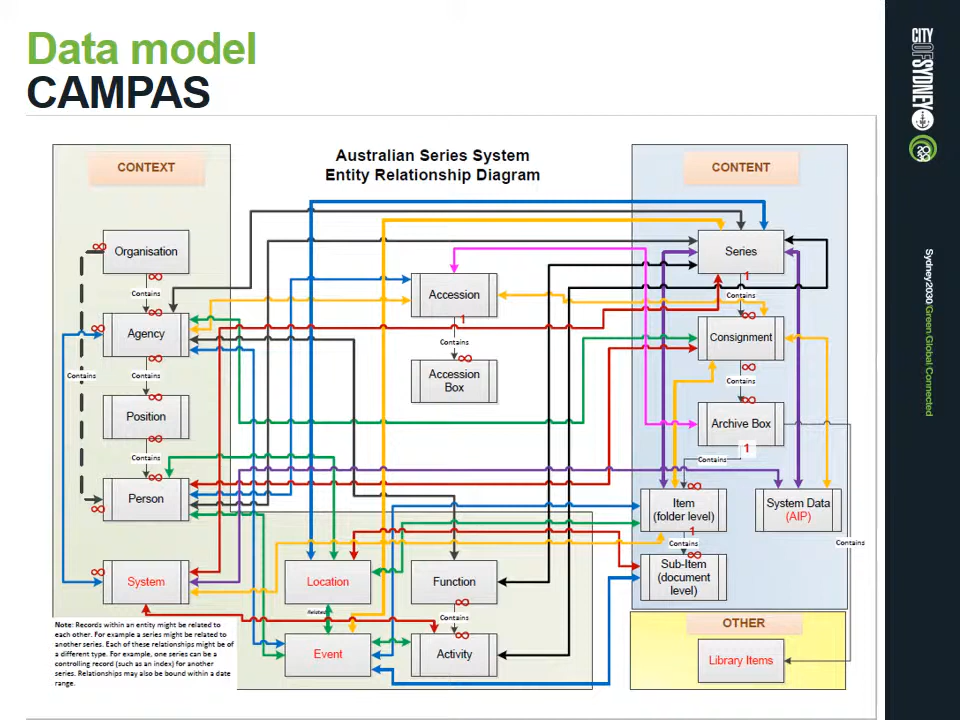 Data model
CAMPAS
CITY
OF
SYDNEY
2030
Sydney2030/Green/Global/Connected
Australian Series System
Entity Relationship Diagram
CONTEXT
CONTENT
Organisation
∞
∞
Contains
∞
Agency
∞
∞
Contains
Contains
∞
Position
∞
Contains
∞
Person
∞
System
∞
Accession
1
Contains
∞
Accession
Box
Series
1
Contains
∞
Consignment
∞
Contains
∞
Archive Box
1
Contains
∞
Item
(folder level)
1
Contains
∞
Sub-Item
(document
level)
System Data
(AIP)
Contains
Location
Related
Event
Function
∞
Contains
∞
Activity
OTHER
Library Items
Note: Records within an entity might be related to
each other. For example a series might be related to
another series. Each of these relationships might be of
a different type. For example, one series can be a
controlling record (such as an index) for another
series. Relationships may also be bound within a date
range.